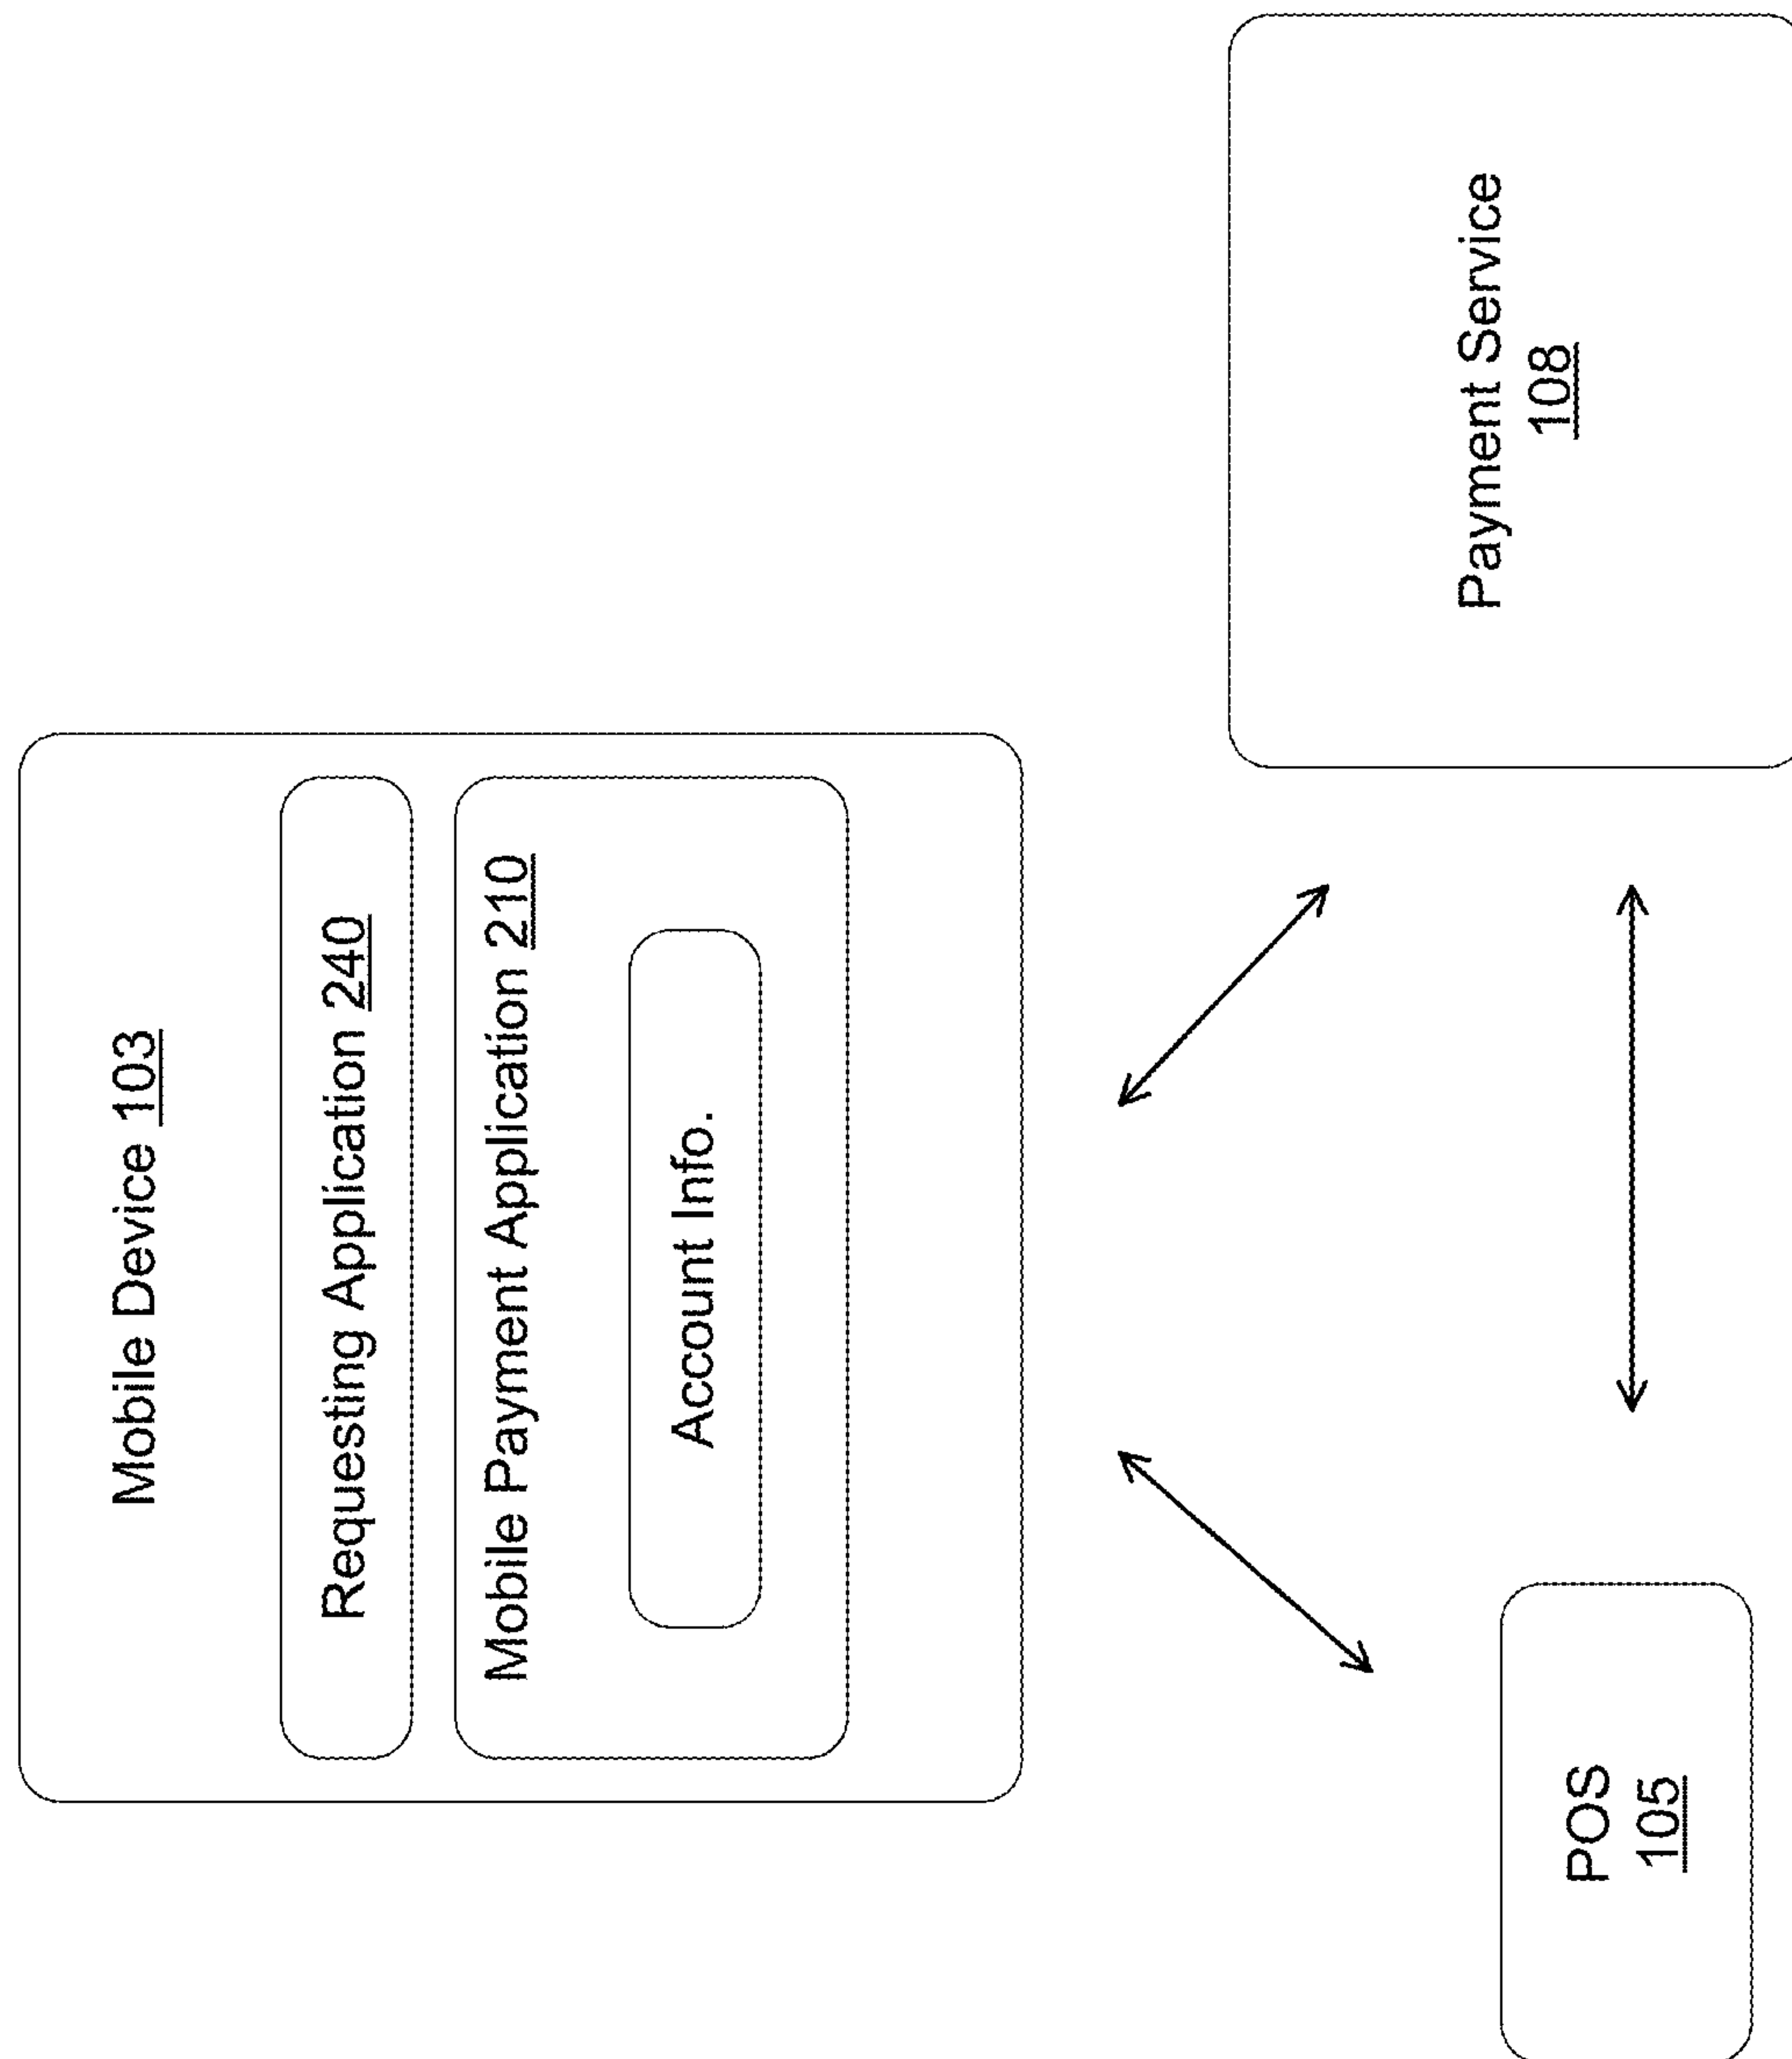 Mobile Device 103
Requesting Application 240
Mobile Payment Application 210
Account Info.
POS
105
Payment Service
108